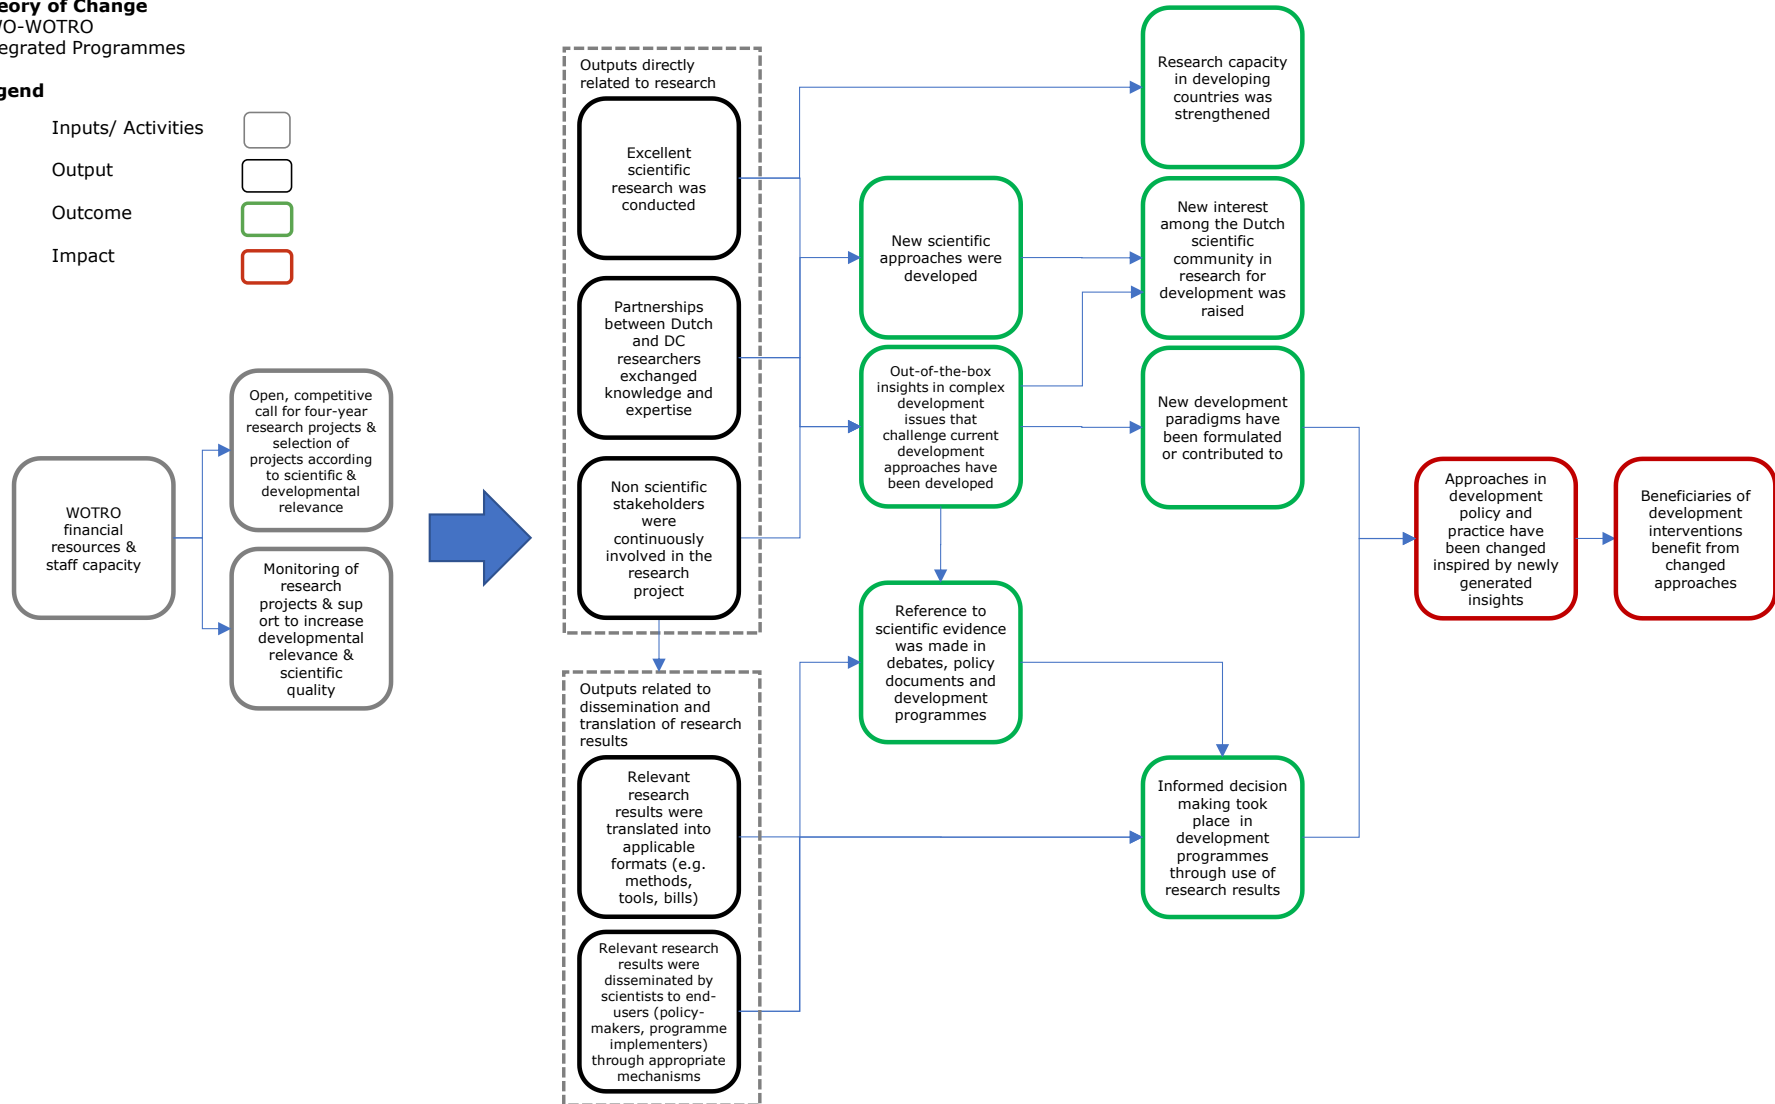 eory of Change
VO-WOTRO
egrated Programmes
gend
Inputs/ Activities
Output
Outcome
Impact
WOTRO
financial
resources &
staff capacity
Open, competitive
call for four-year
research projects &
selection of
projects according
to scientific &
developmental
relevance
Monitoring of
research
projects & sup
ort to increase
developmental
relevance &
scientific
quality
Outputs directly
related to research
Excellent
scientific
research was
conducted
Partnerships
between Dutch
and DC
researchers
exchanged
knowledge and
expertise
Non scientific
stakeholders
were
continuously
involved in the
research
project
Outputs related to
dissemination and
translation of research
results
Relevant
research
results were
translated into
applicable
formats (e.g.
methods,
tools, bills)
Relevant research
results were
disseminated by
scientists to end-
users (policy-
makers, programme
implementers)
through appropriate
mechanisms
New scientific
approaches were
developed
Out-of-the-box
insights in complex
development
issues that
challenge current
development
approaches have
been developed
Reference to
scientific evidence
was made in
debates, policy
documents and
development
programmes
Research capacity
in developing
countries was
strengthened
New interest
among the Dutch
scientific
community in
research for
development was
raised
New development
paradigms have
been formulated
or contributed to
Informed decision
making took
place in
development
programmes
through use of
research results
Approaches in
development
policy and
practice have
been changed
inspired by newly
generated
insights
Beneficiaries of
development
interventions
benefit from
changed
approaches